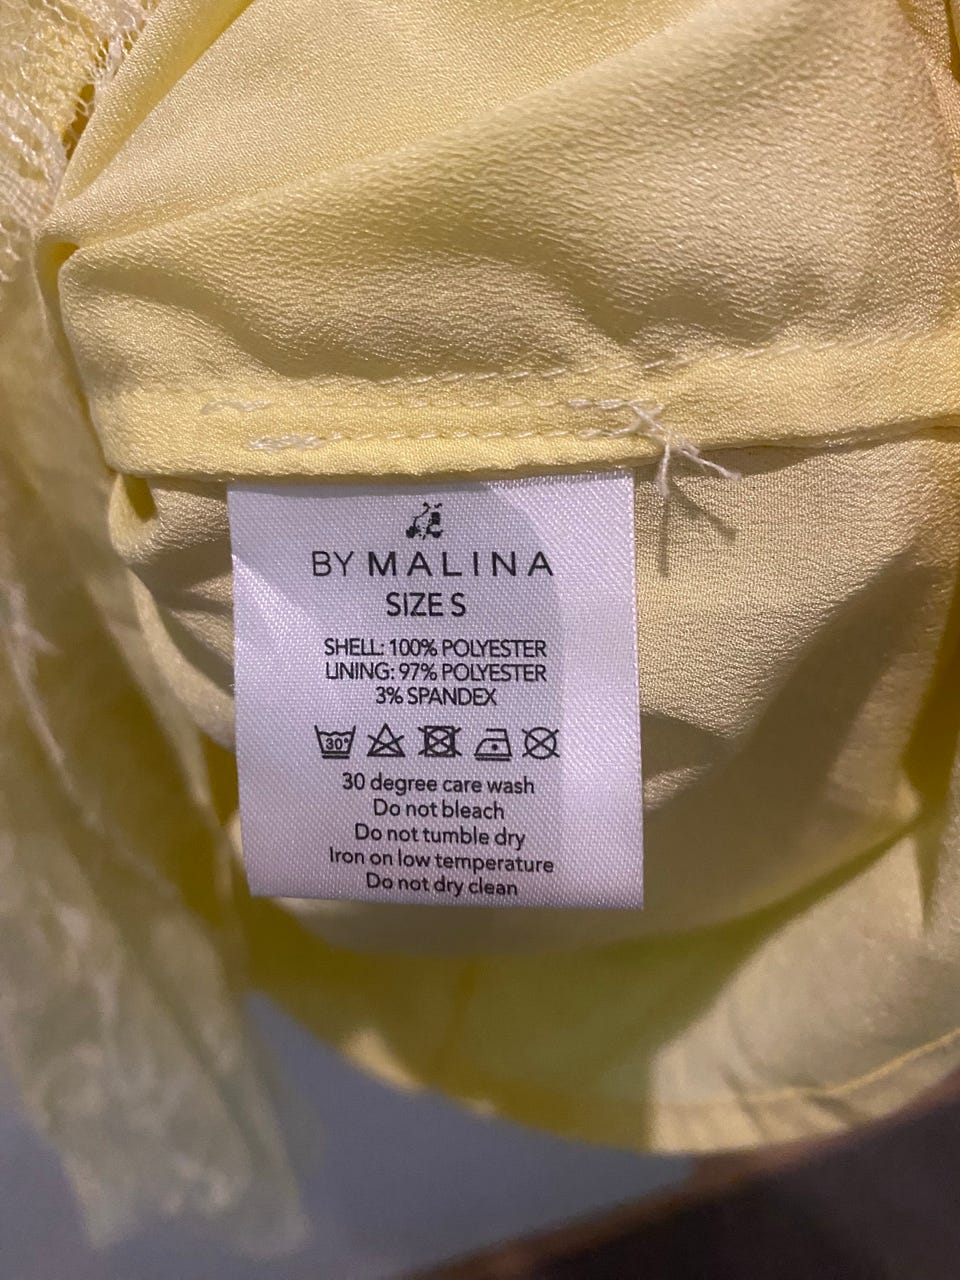 BY MALINA
SIZE S
SHELL: 100% POLYESTER
LINING: 97% POLYESTER
3% SPANDEX
30°
30 degree care wash
Do not bleach
Do not tumble dry
Iron on low temperature
Do not dry clean